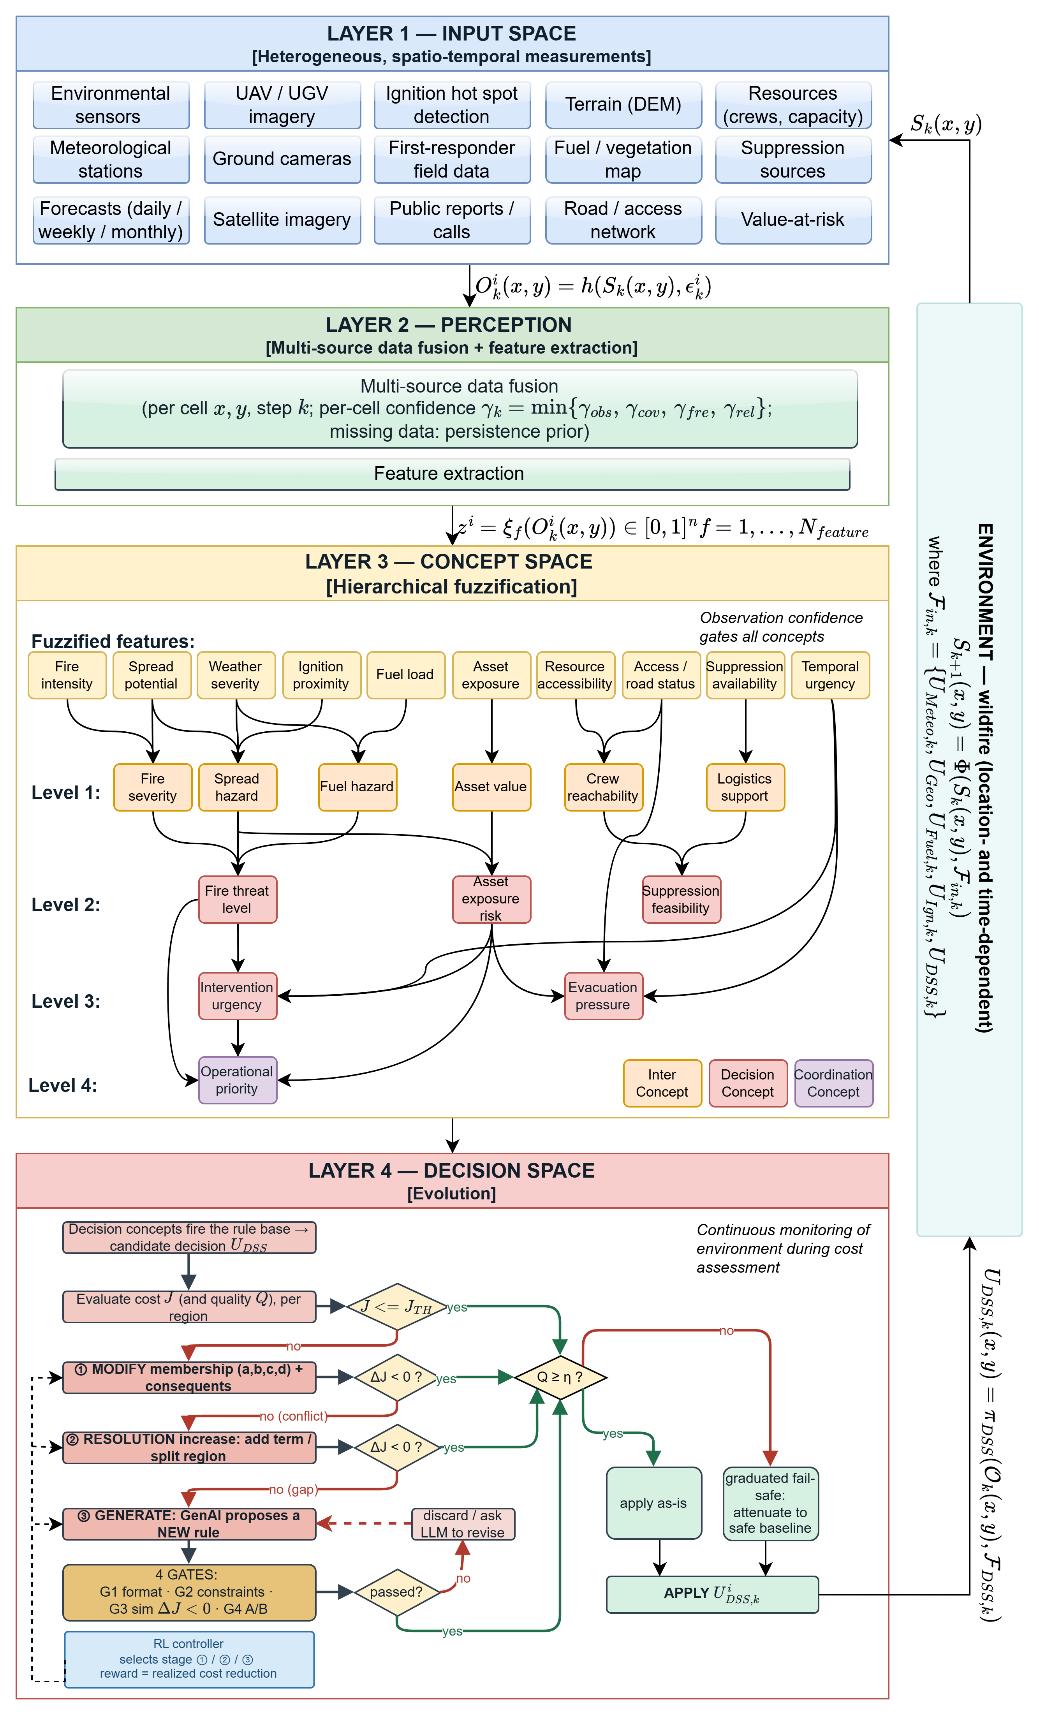 LAYER 1 — INPUT SPACE
[Heterogeneous, spatio-temporal measurements]
Environmental
sensors
UAV / UGV
imagery
Ignition hot spot
detection
Terrain (DEM)
Resources
(crews, capacity)
Meteorological
stations
Ground cameras
First-responder
field data
Fuel / vegetation
map
Suppression
sources
Forecasts (daily /
weekly / monthly)
Satellite imagery
Public reports /
calls
Road / access
network
Value-at-risk
S_k(x, y)
O^i_k(x, y) = h(S_k(x, y), ϵ^i_k)
LAYER 2 — PERCEPTION
[Multi-source data fusion + feature extraction]
Multi-source data fusion
(per cell x, y, step k; per-cell confidence γ_k = min{γ_obs, γ_cov, γ_fre, γ_rel};
missing data: persistence prior)
Feature extraction
z^i = ξ_f(O^i_k(x, y)) ∈ [0, 1]^n f = 1, . . . , N_feature
LAYER 3 — CONCEPT SPACE
[Hierarchical fuzzification]
Observation confidence
gates all concepts
Fuzzified features:
Fire
intensity
Spread
potential
Weather
severity
Ignition
proximity
Fuel load
Asset
exposure
Resource
accessibility
Access /
road status
Suppression
availability
Temporal
urgency
Level 1:
Fire
severity
Spread
hazard
Fuel hazard
Asset value
Crew
reachability
Logistics
support
Level 2:
Fire threat
level
Asset
exposure
risk
Suppression
feasibility
Level 3:
Intervention
urgency
Evacuation
pressure
Level 4:
Operational
priority
Inter
Concept
Decision
Concept
Coordination
Concept
ENVIRONMENT — wildfire (location- and time-dependent)
S_{k+1}(x, y) = Φ(S_k(x, y), ℱ_{in,k})
where ℱ_{in,k} = {U_{Meteo,k}, U_{Geo}, U_{Fuel,k}, U_{Ign,k}, U_{DSS,k}}
LAYER 4 — DECISION SPACE
[Evolution]
Decision concepts fire the rule base →
candidate decision U_DSS
Continuous monitoring of
environment during cost
assessment
Evaluate cost J (and quality Q), per
region
J <= J_TH
yes
no
no
① MODIFY membership (a,b,c,d) +
consequents
ΔJ < 0 ?
yes
Q ≥ η ?
no (conflict)
② RESOLUTION increase: add term /
split region
ΔJ < 0 ?
yes
yes
no (gap)
apply as-is
graduated fail-
safe:
attenuate to
safe baseline
③ GENERATE: GenAI proposes a
NEW rule
discard / ask
LLM to revise
no
4 GATES:
G1 format · G2 constraints ·
G3 sim ΔJ < 0 · G4 A/B
passed?
yes
APPLY U^i_{DSS,k}
RL controller
selects stage ① / ② / ③
reward = realized cost reduction
U_{DSS,k}(x, y) = π_{DSS}(𝒪_k(x, y), ℱ_{DSS,k})